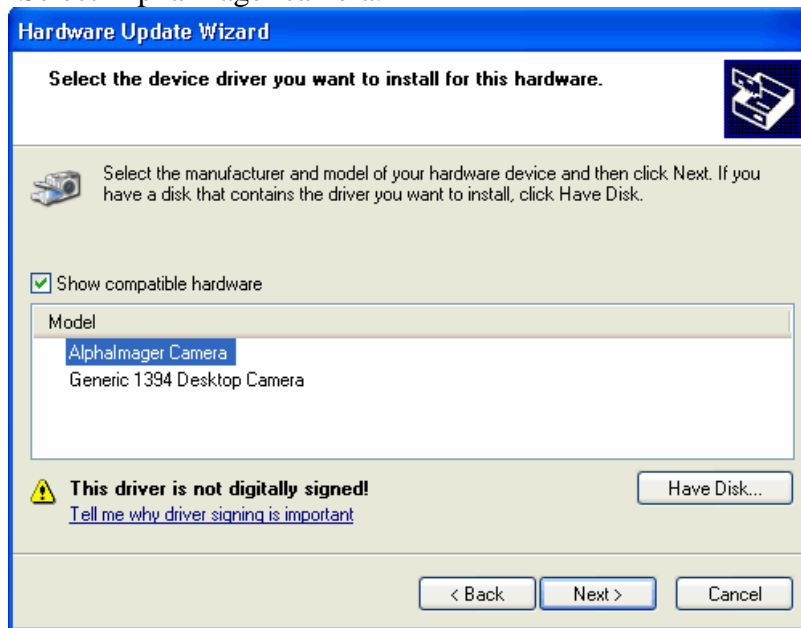 Select AlphaImager camera.
Hardware Update Wizard
Select the device driver you want to install for this hardware.
Select the manufacturer and model of your hardware device and then click Next. If you
have a disk that contains the driver you want to install, click Have Disk.
Show compatible hardware
Model
AlphaImager Camera
Generic 1394 Desktop Camera
This driver is not digitally signed!
Have Disk...
Tell me why driver signing is important
< Back
Next >
Cancel